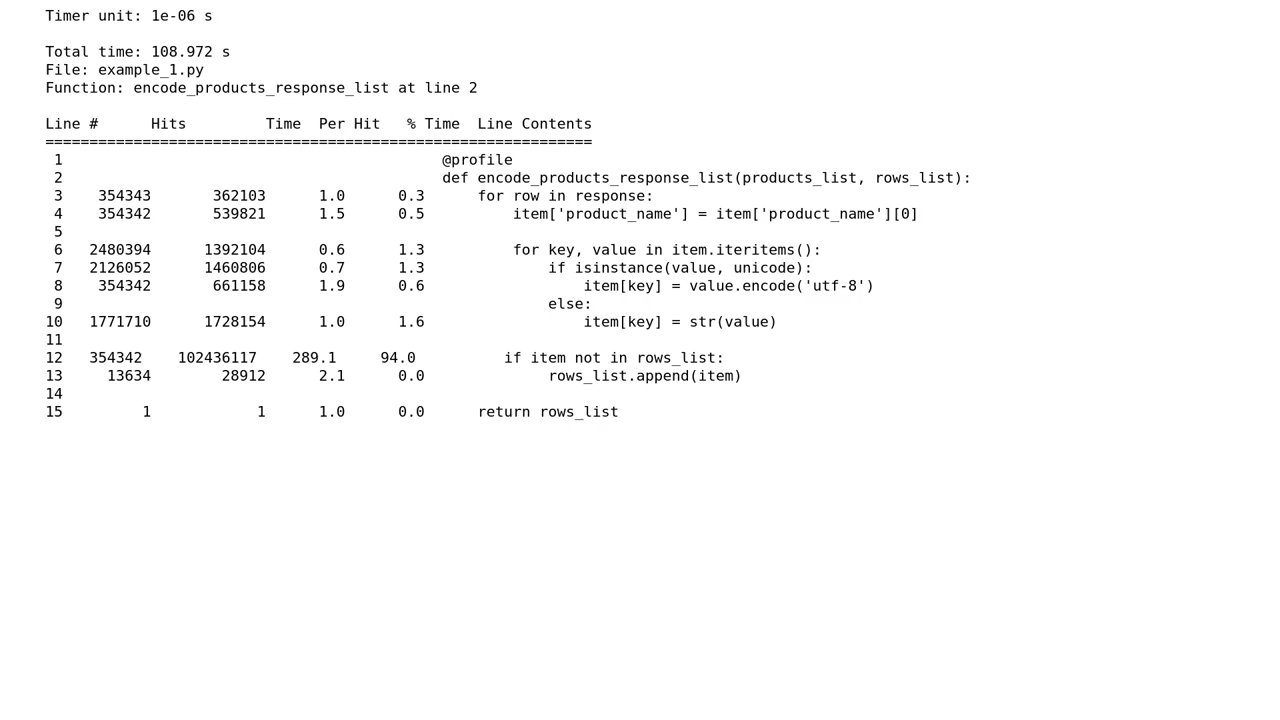 Timer unit: 1e-06 s

Total time: 108.972 s
File: example_1.py
Function: encode_products_response_list at line 2

Line #      Hits         Time  Per Hit   % Time  Line Contents
==============================================================
 1                                           @profile
 2                                           def encode_products_response_list(products_list, rows_list):
 3    354343       362103      1.0      0.3      for row in response:
 4    354342       539821      1.5      0.5          item['product_name'] = item['product_name'][0]
 5
 6   2480394      1392104      0.6      1.3          for key, value in item.iteritems():
 7   2126052      1460806      0.7      1.3              if isinstance(value, unicode):
 8    354342       661158      1.9      0.6                  item[key] = value.encode('utf-8')
 9                                                       else:
10   1771710      1728154      1.0      1.6                  item[key] = str(value)
11
12   354342    102436117    289.1     94.0          if item not in rows_list:
13     13634        28912      2.1      0.0              rows_list.append(item)
14
15         1            1      1.0      0.0      return rows_list